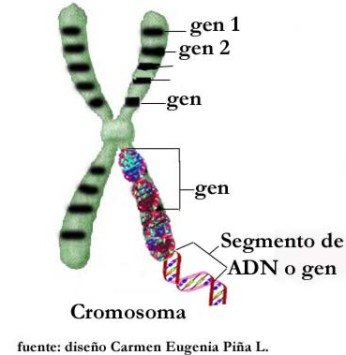 gen 1
gen 2
gen
gen
Segmento de
ADN o gen
Cromosoma
fuente: diseño Carmen Eugenia Piña L.